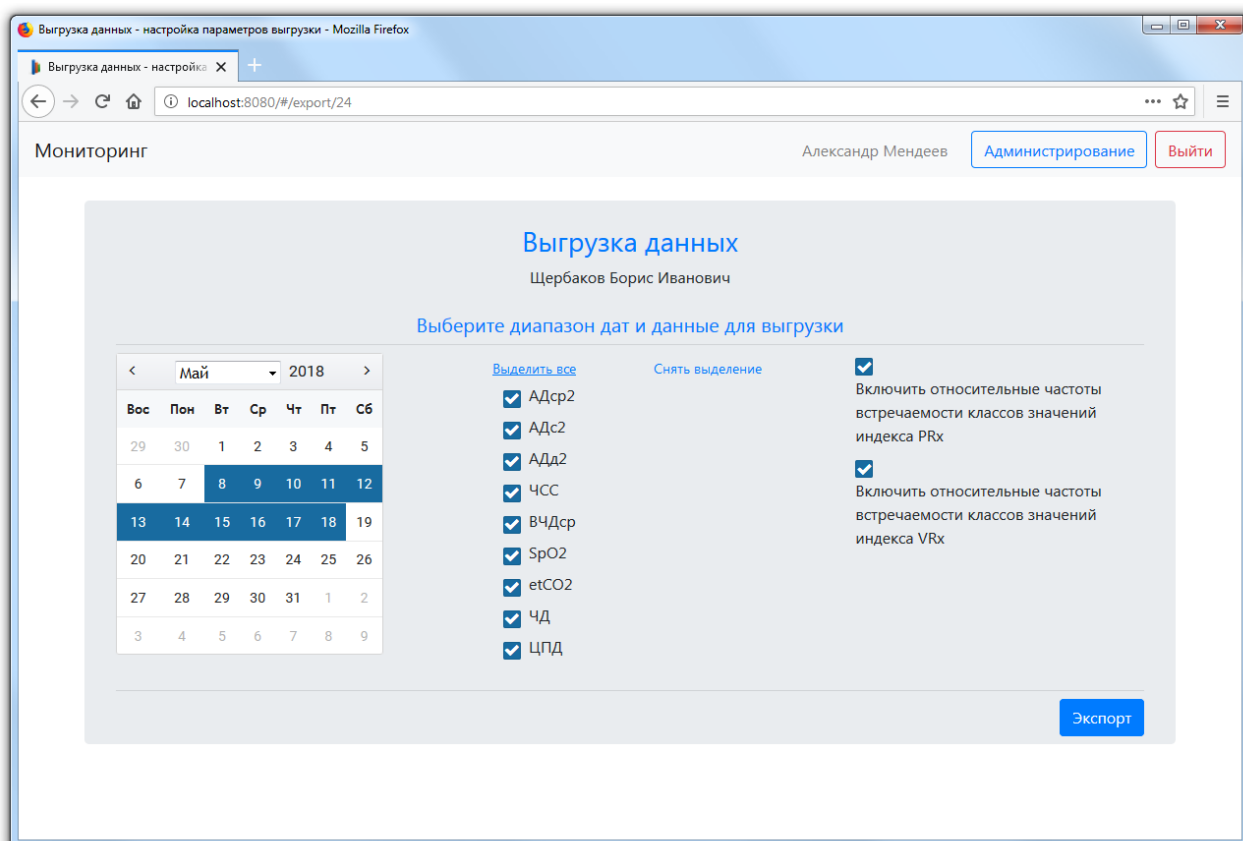 Выгрузка данных - настройка параметров выгрузки - Mozilla Firefox
Выгрузка данных - настройка
localhost:8080/#/export/24
Мониторинг
Александр Мендеев
Администрирование
Выйти
Выгрузка данных
Щербаков Борис Иванович
Выберите диапазон дат и данные для выгрузки
Май 2018
Вос Пон Вт Ср Чт Пт Сб
29 30 1 2 3 4 5
6 7 8 9 10 11 12
13 14 15 16 17 18 19
20 21 22 23 24 25 26
27 28 29 30 31 1 2
3 4 5 6 7 8 9
Выделить все
Снять выделение
АДср2
АДс2
АДд2
ЧСС
ВЧДср
SpO2
etCO2
ЧД
ЦПД
Включить относительные частоты
встречаемости классов значений
индекса PRx
Включить относительные частоты
встречаемости классов значений
индекса VRx
Экспорт